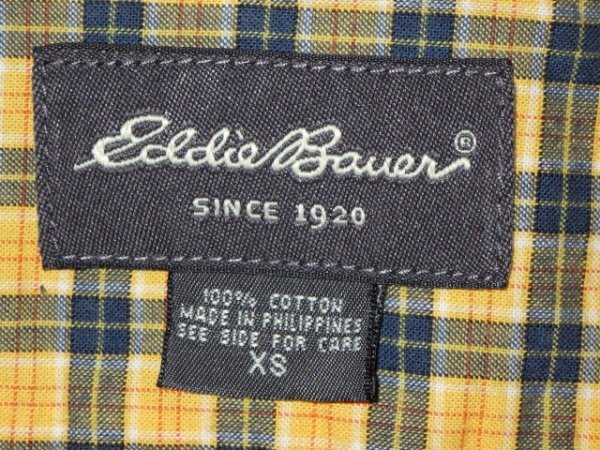 Eddie Bauer®
SINCE 1920
100% COTTON
MADE IN PHILIPPINES
SEE SIDE FOR CARE
XS